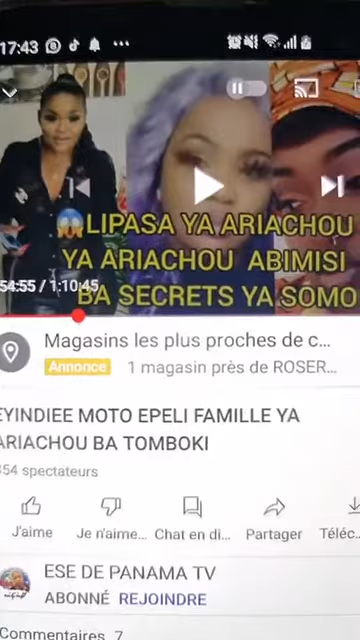 17:43
LIPASA YA ARIACHOU
YA ARIACHOU ABIMISI
BA SECRETS YA SOMO
54:55 / 1:10:45
Magasins les plus proches de c...
Annonce 1 magasin près de ROSER...
EYINDIEE MOTO EPELI FAMILLE YA
ARIACHOU BA TOMBOKI
354 spectateurs
J'aime Je n'aime... Chat en di... Partager Téléc...
ESE DE PANAMA TV
ABONNÉ REJOINDRE
Commentaires 7